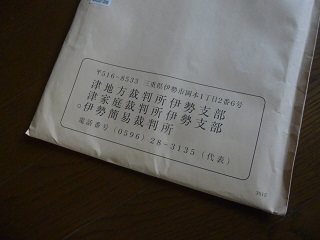 〒516-8533 三重県伊勢市岡本1丁目2番6号
津地方裁判所伊勢支部
津家庭裁判所伊勢支部
○伊勢簡易裁判所
電話番号(0596)28-3135(代表)